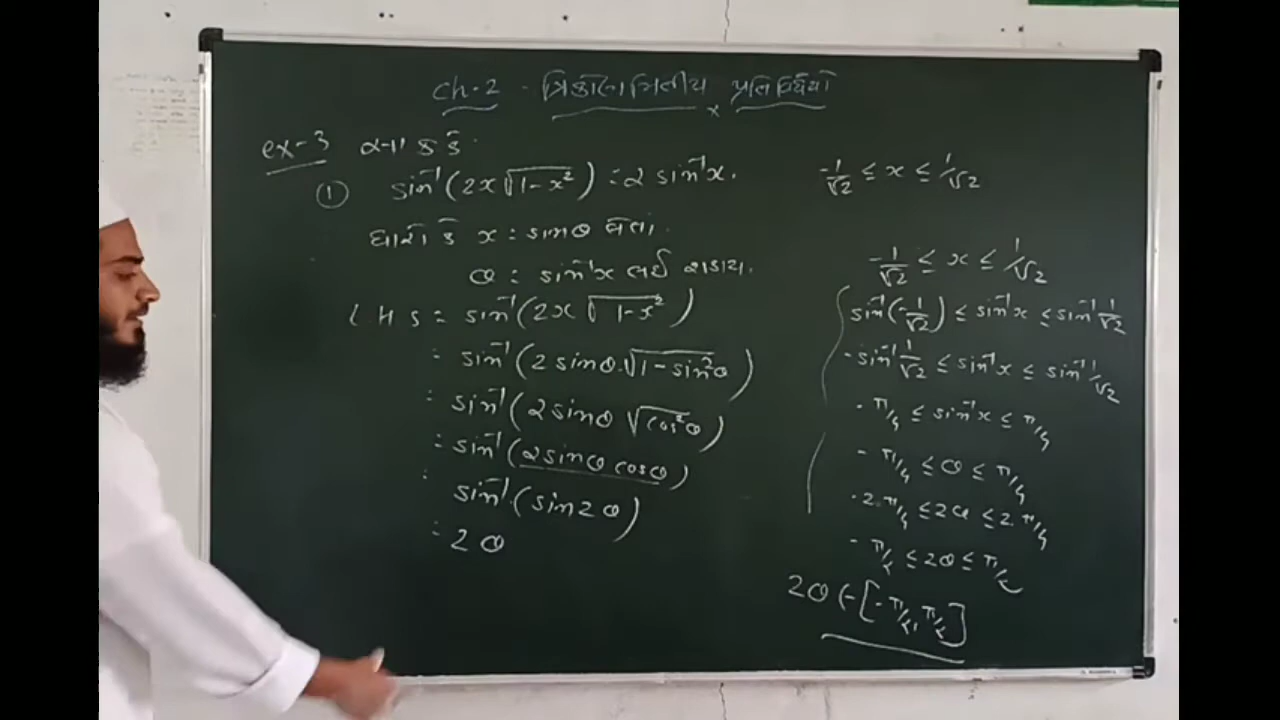 Ch. 2 - ત્રિકોણમિતીય પ્રતિવિધેયો
ex-3 બતાવો કે
① sin⁻¹(2x√(1-x²)) = 2 sin⁻¹x. -1/√2 ≤ x ≤ 1/√2
ધારો કે x = sinθ લેતાં.
θ = sin⁻¹x લઈ શકાય.
LHS = sin⁻¹(2x√(1-x²))
= sin⁻¹(2 sinθ.√(1-sin²θ))
= sin⁻¹(2sinθ √(cos²θ))
= sin⁻¹(2sinθ cosθ)
= sin⁻¹(sin2θ)
= 2θ
-1/√2 ≤ x ≤ 1/√2
sin⁻¹(-1/√2) ≤ sin⁻¹x ≤ sin⁻¹ 1/√2
-sin⁻¹ 1/√2 ≤ sin⁻¹x ≤ sin⁻¹ 1/√2
-π/4 ≤ sin⁻¹x ≤ π/4
-π/4 ≤ θ ≤ π/4
-2.π/4 ≤ 2θ ≤ 2.π/4
-π/2 ≤ 2θ ≤ π/2
2θ ∈ [-π/2, π/2]